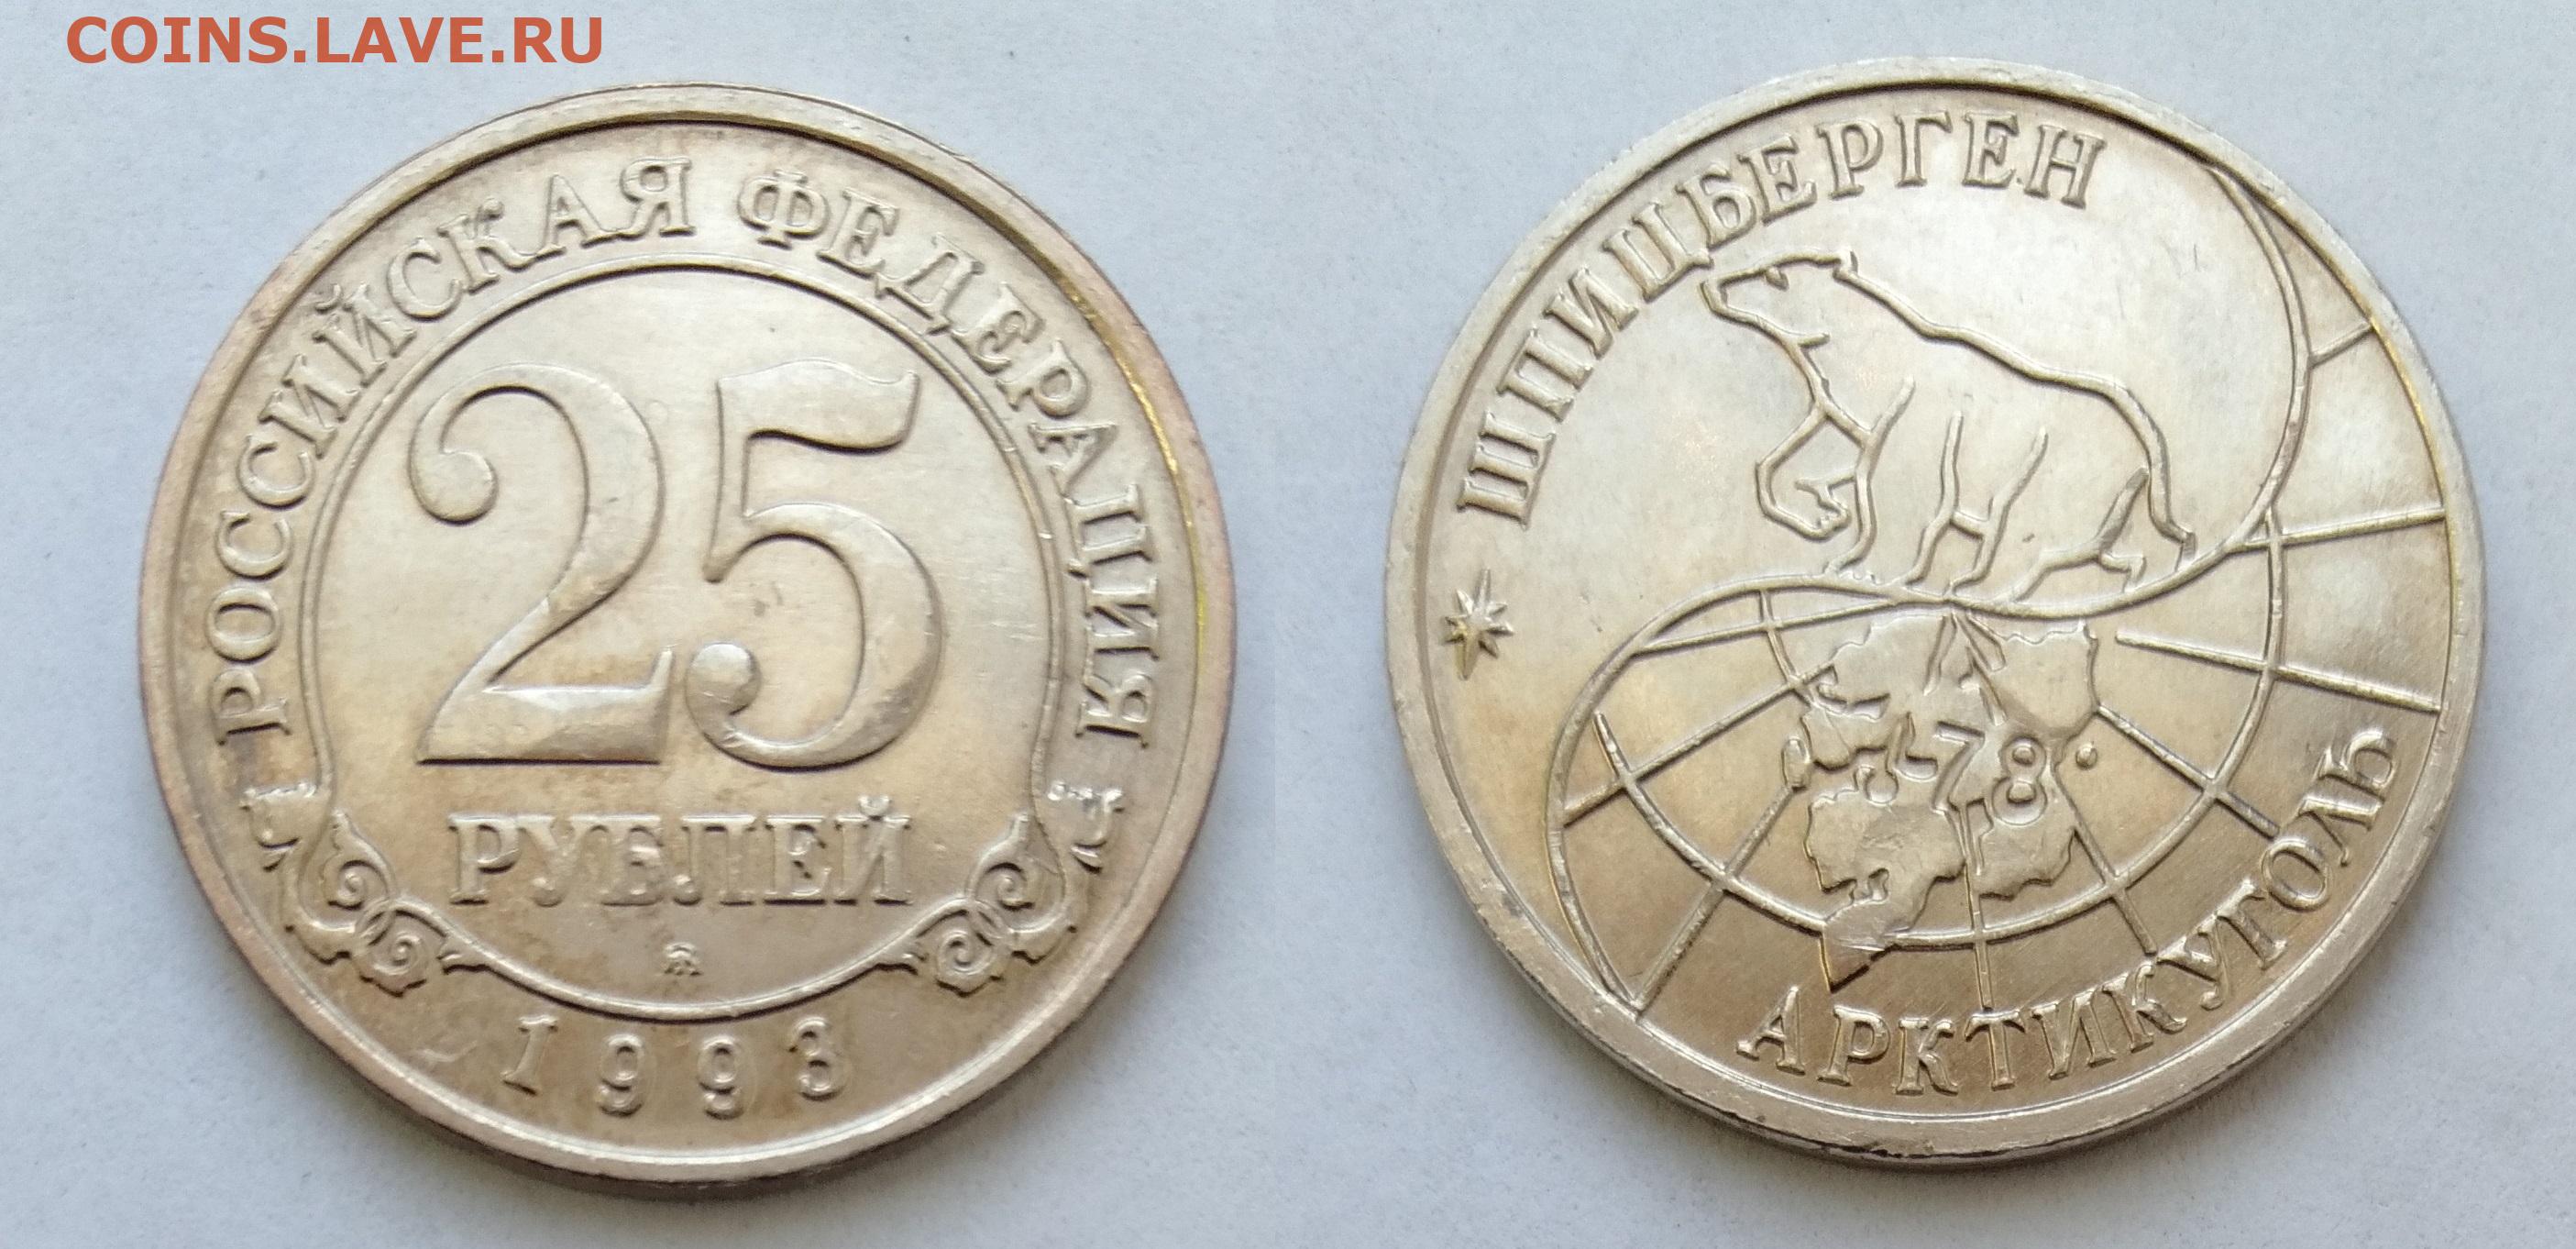 COINS.LAVE.RU
РОССИЙСКАЯ ФЕДЕРАЦИЯ
25
РУБЛЕЙ
1993
ШПИЦБЕРГЕН
78
АРКТИКУГОЛЬ